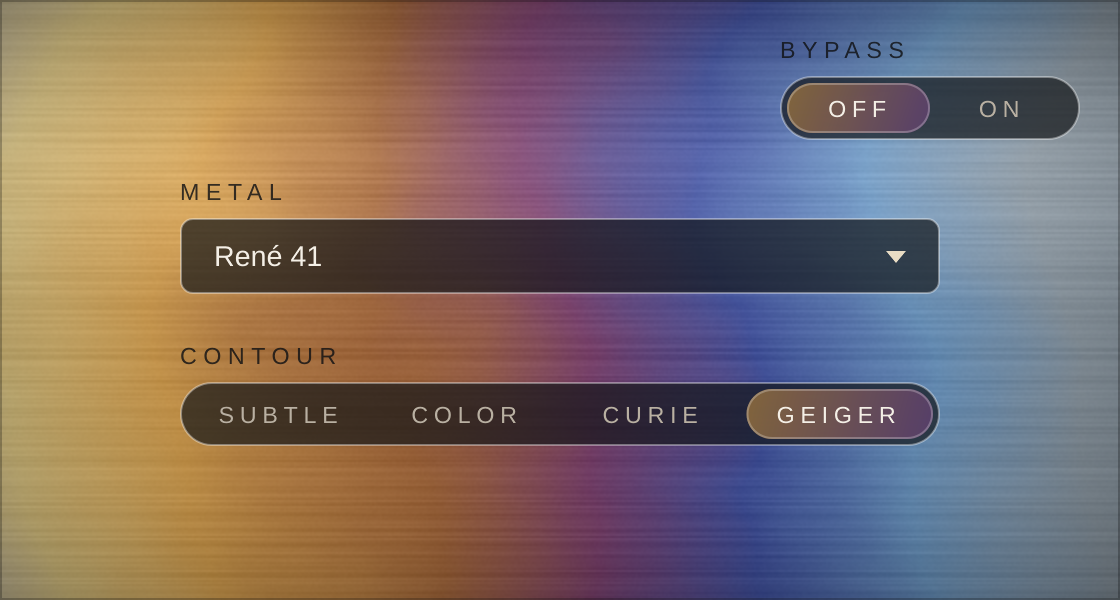 BYPASS
OFF ON
METAL
René 41
CONTOUR
SUBTLE COLOR CURIE GEIGER